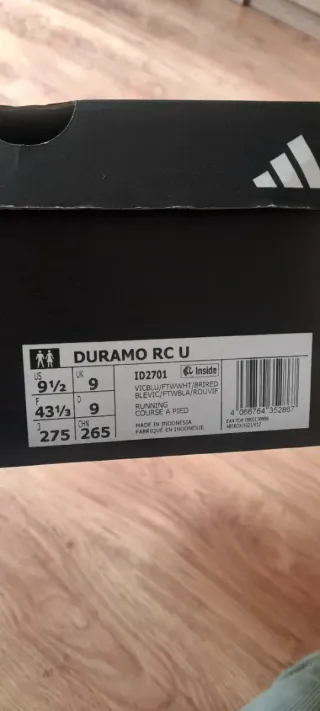 DURAMO RC U
US 9½ UK 9
F 43⅓ D 9
J 275 CHN 265
ID2701 Inside
VICBLU/FTWWHT/BRIRED
BLEVIC/FTWBLA/ROUVIF
RUNNING
COURSE A PIED
MADE IN INDONESIA
FABRIQUÉ EN INDONESIE
4 066764 352867